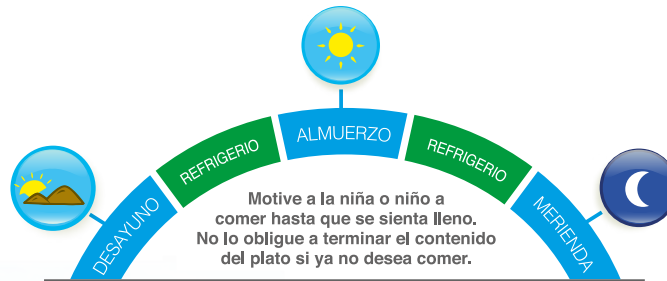 DESAYUNO
REFRIGERIO
ALMUERZO
REFRIGERIO
MERIENDA
Motive a la niña o niño a
comer hasta que se sienta lleno.
No lo obligue a terminar el contenido
del plato si ya no desea comer.